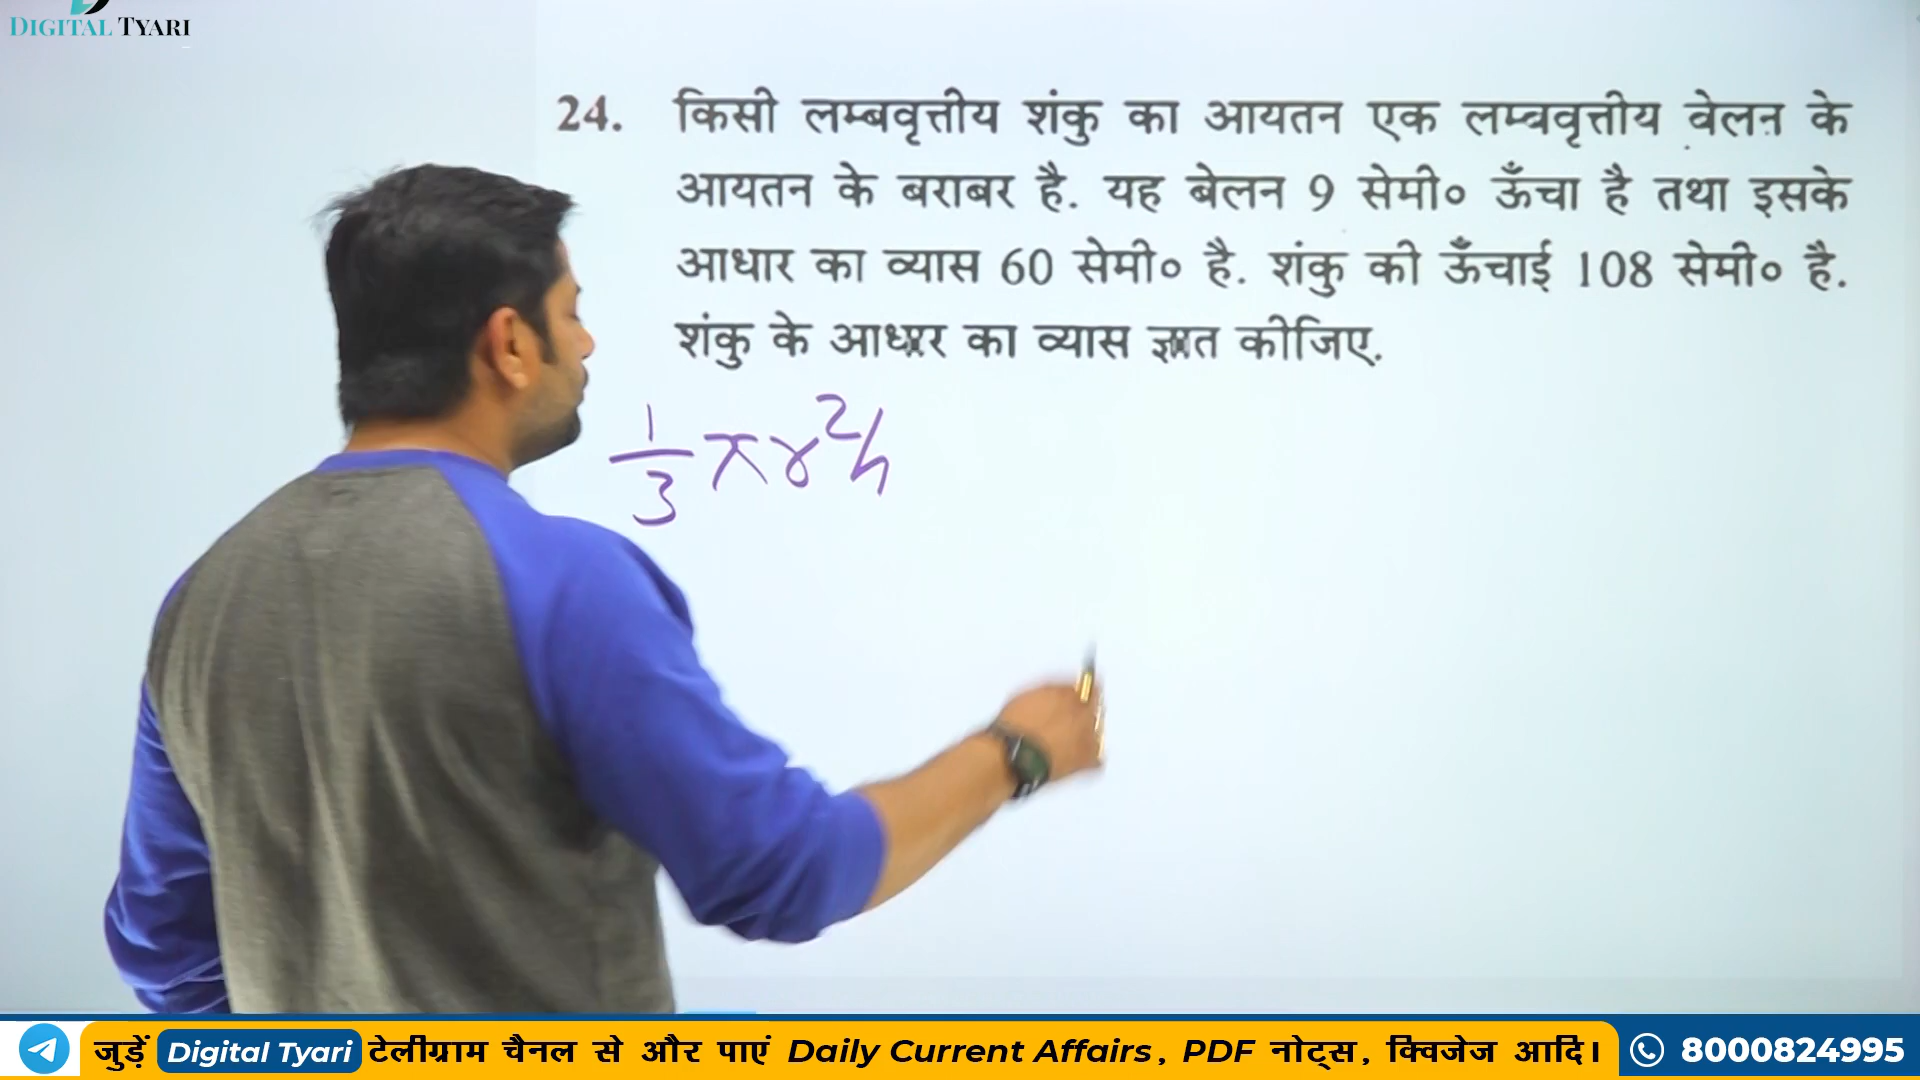 DIGITAL TYARI
24. किसी लम्बवृत्तीय शंकु का आयतन एक लम्बवृत्तीय बेलन के
आयतन के बराबर है. यह बेलन 9 सेमी० ऊँचा है तथा इसके
आधार का व्यास 60 सेमी० है. शंकु की ऊँचाई 108 सेमी० है.
शंकु के आधार का व्यास ज्ञात कीजिए.
1/3 πr²h
जुड़ें Digital Tyari टेलीग्राम चैनल से और पाएं Daily Current Affairs, PDF नोट्स, क्विजेज आदि। 8000824995